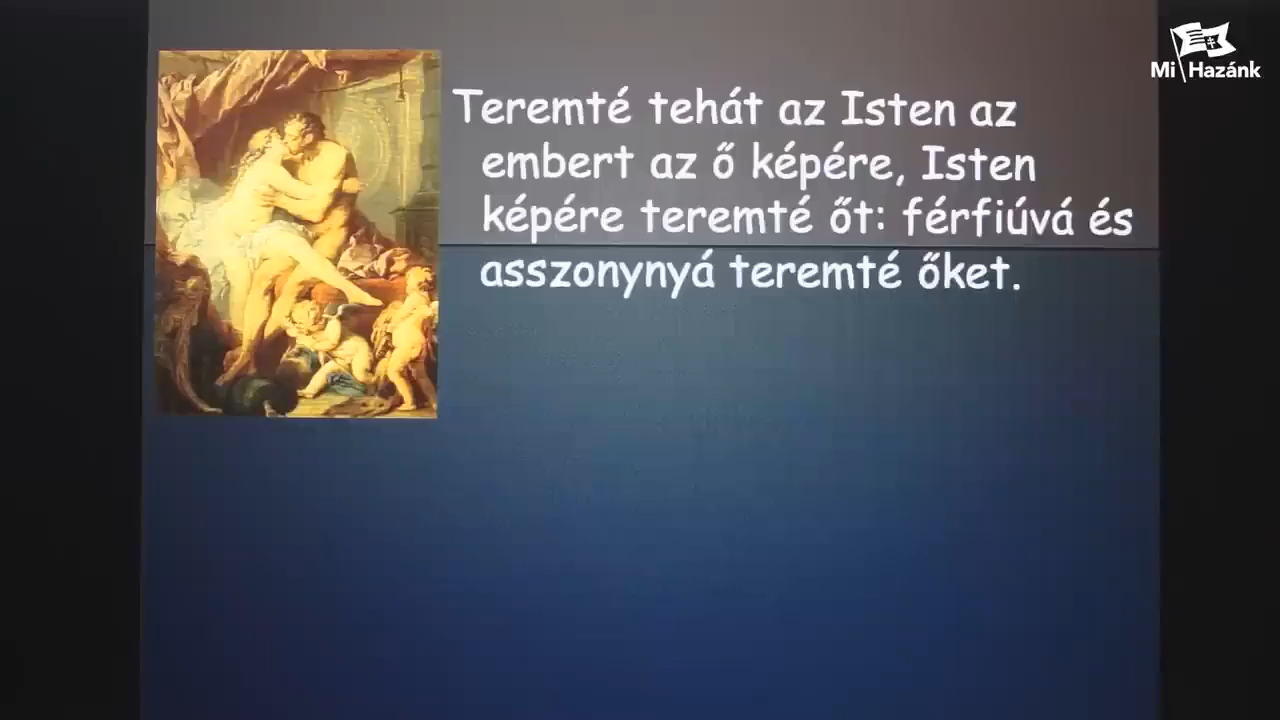 Mi Hazánk
Teremté tehát az Isten az
embert az ő képére, Isten
képére teremté őt: férfiúvá és
asszonynyá teremté őket.